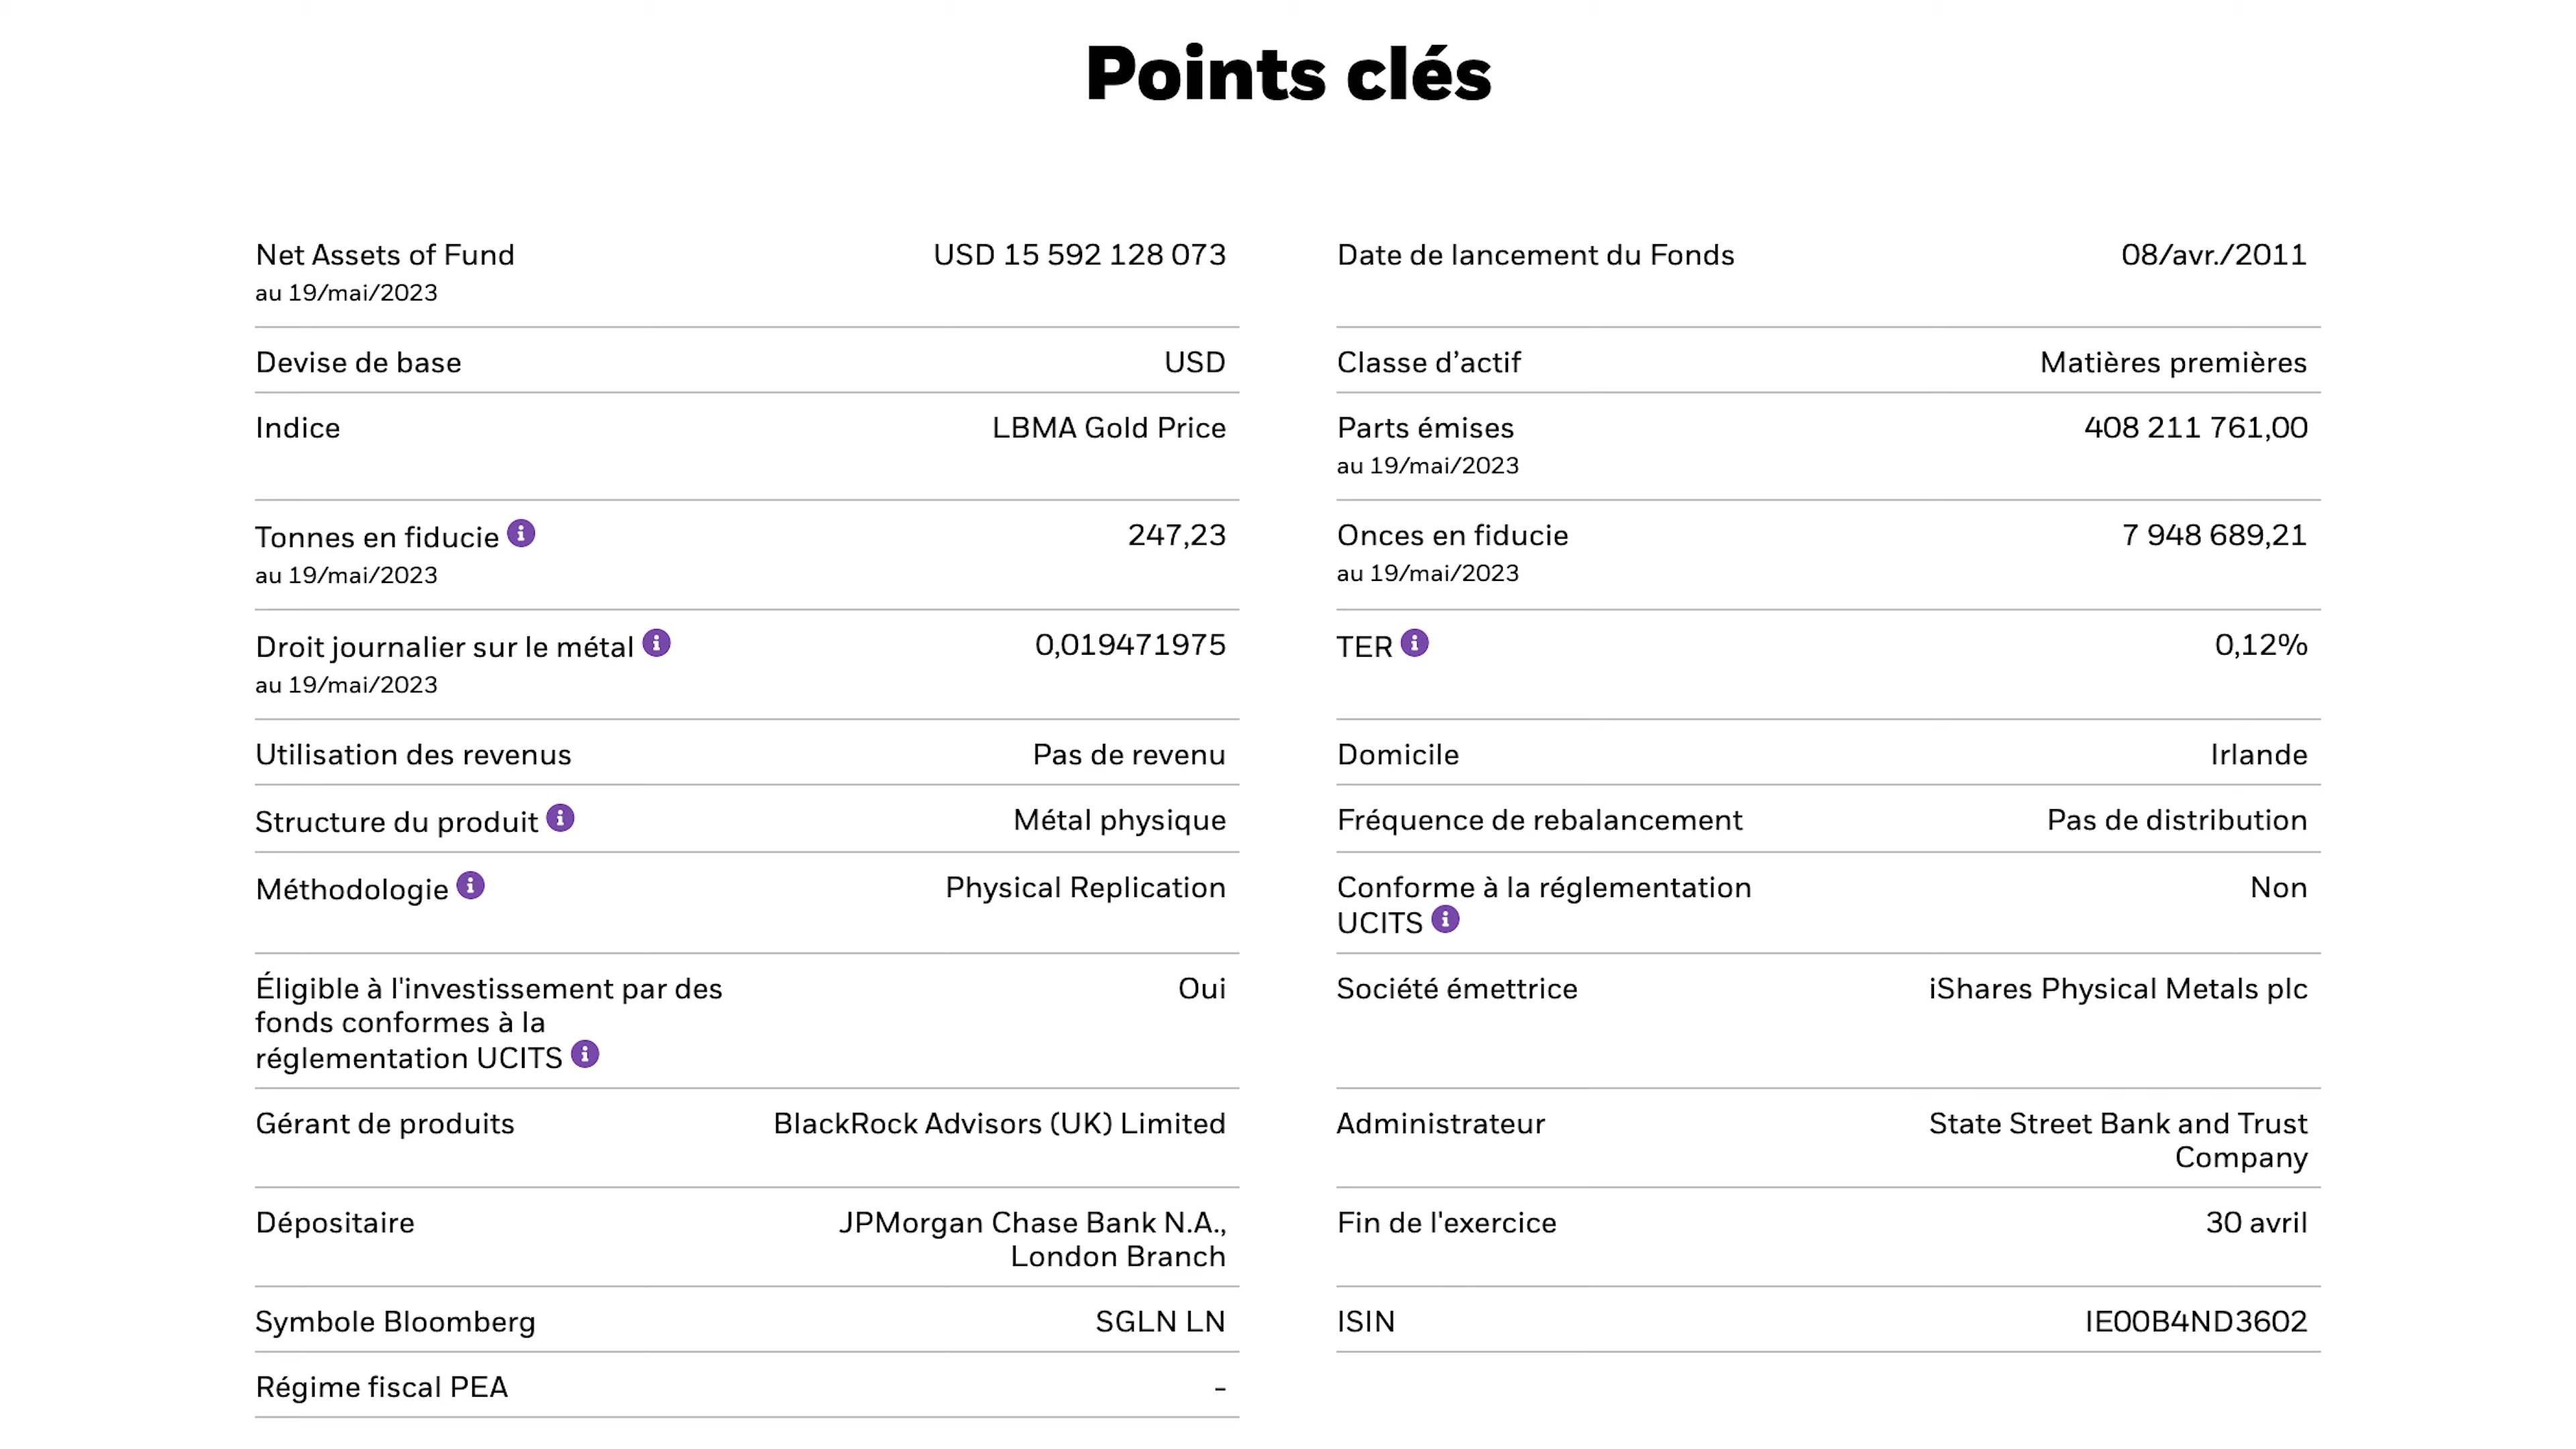 Points clés
Net Assets of Fund USD 15 592 128 073
au 19/mai/2023
Date de lancement du Fonds 08/avr./2011
Devise de base USD
Classe d’actif Matières premières
Indice LBMA Gold Price
Parts émises 408 211 761,00
au 19/mai/2023
Tonnes en fiducie 247,23
au 19/mai/2023
Onces en fiducie 7 948 689,21
au 19/mai/2023
Droit journalier sur le métal 0,019471975
au 19/mai/2023
TER 0,12%
Utilisation des revenus Pas de revenu
Domicile Irlande
Structure du produit Métal physique
Fréquence de rebalancement Pas de distribution
Méthodologie Physical Replication
Conforme à la réglementation Non
UCITS
Éligible à l'investissement par des Oui
fonds conformes à la
réglementation UCITS
Société émettrice iShares Physical Metals plc
Gérant de produits BlackRock Advisors (UK) Limited
Administrateur State Street Bank and Trust
Company
Dépositaire JPMorgan Chase Bank N.A.,
London Branch
Fin de l'exercice 30 avril
Symbole Bloomberg SGLN LN
ISIN IE00B4ND3602
Régime fiscal PEA -